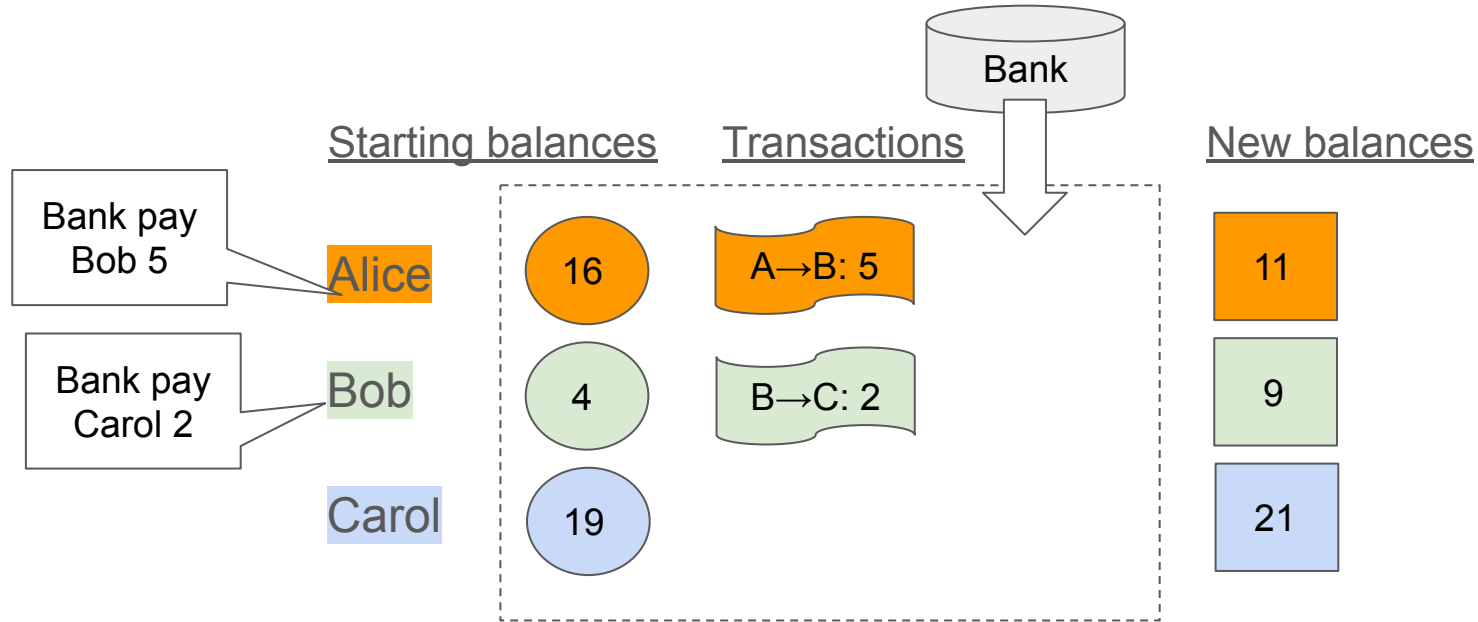 Bank
Starting balances
Transactions
New balances
Bank pay
Bob 5
Alice
16
A→B: 5
11
Bank pay
Carol 2
Bob
4
B→C: 2
9
Carol
19
21